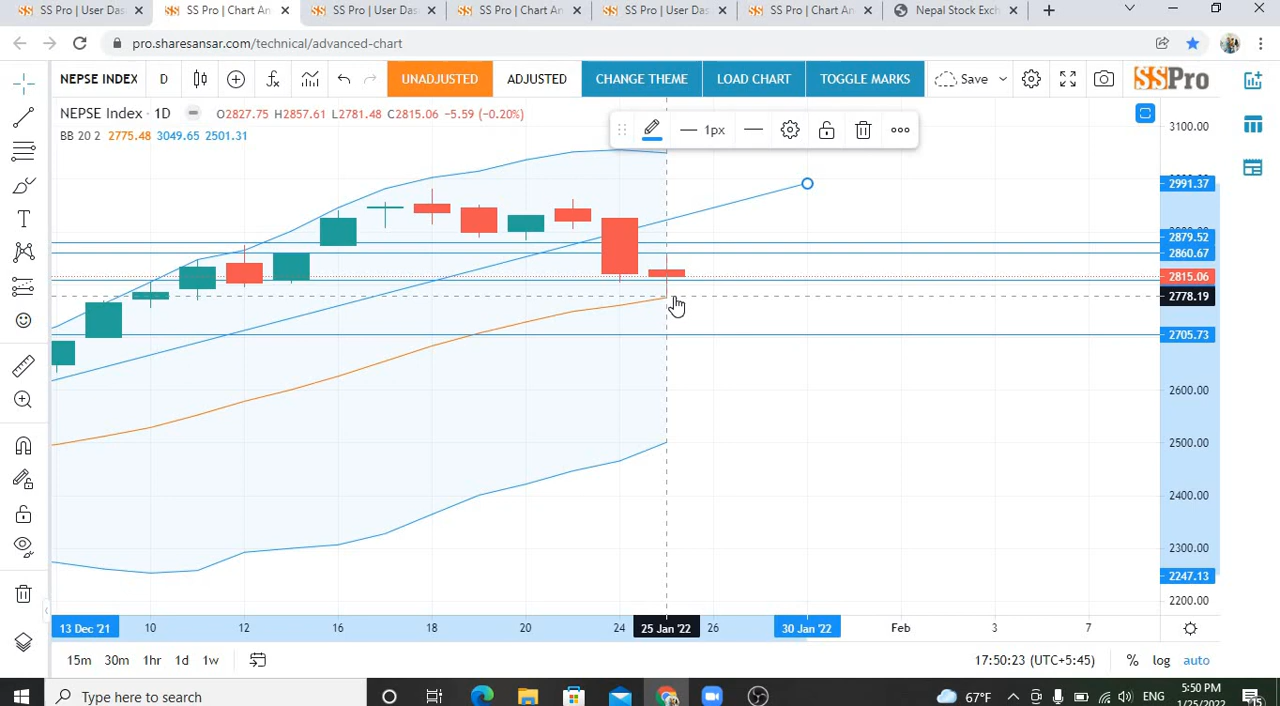 SS Pro | User Das
SS Pro | Chart An
SS Pro | User Das
SS Pro | Chart An
SS Pro | User Das
SS Pro | Chart An
Nepal Stock Exch
pro.sharesansar.com/technical/advanced-chart
NEPSE INDEX D UNADJUSTED ADJUSTED CHANGE THEME LOAD CHART TOGGLE MARKS Save SSPro
NEPSE Index · 1D O2827.75 H2857.61 L2781.48 C2815.06 -5.59 (-0.20%)
BB 20 2 2775.48 3049.65 2501.31
1px
3100.00
2991.37
2879.52
2860.67
2815.06
2778.19
2705.73
2600.00
2500.00
2400.00
2300.00
2247.13
2200.00
13 Dec '21 10 12 16 18 20 24 25 Jan '22 26 30 Jan '22 Feb 3 7
15m 30m 1hr 1d 1w 17:50:23 (UTC+5:45) % log auto
Type here to search 67°F ENG 5:50 PM
1/25/2022